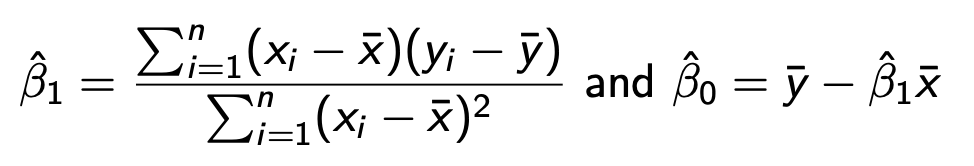 β̂₁ = ∑ⁿᵢ₌₁(xᵢ − x̄)(yᵢ − ȳ) / ∑ⁿᵢ₌₁(xᵢ − x̄)² and β̂₀ = ȳ − β̂₁x̄